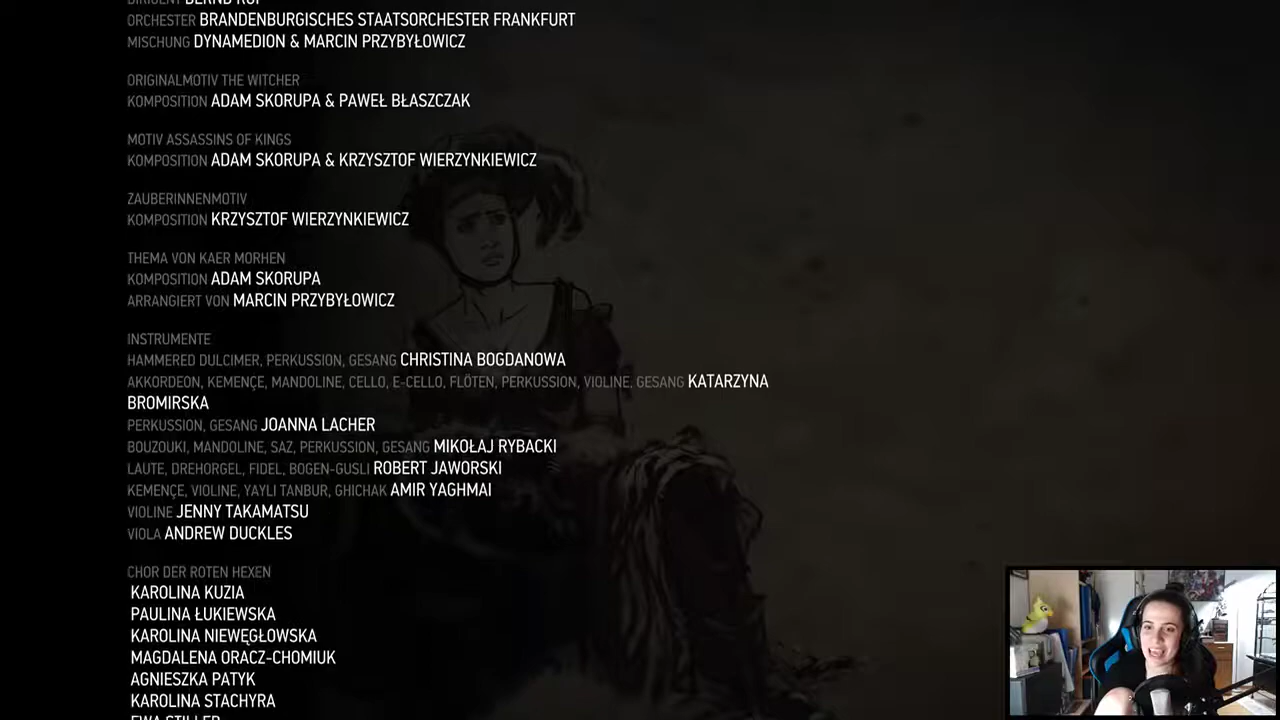 DIRIGENT BERND RUF
ORCHESTER BRANDENBURGISCHES STAATSORCHESTER FRANKFURT
MISCHUNG DYNAMEDION & MARCIN PRZYBYŁOWICZ
ORIGINALMOTIV THE WITCHER
KOMPOSITION ADAM SKORUPA & PAWEŁ BŁASZCZAK
MOTIV ASSASSINS OF KINGS
KOMPOSITION ADAM SKORUPA & KRZYSZTOF WIERZYNKIEWICZ
ZAUBERINNENMOTIV
KOMPOSITION KRZYSZTOF WIERZYNKIEWICZ
THEMA VON KAER MORHEN
KOMPOSITION ADAM SKORUPA
ARRANGIERT VON MARCIN PRZYBYŁOWICZ
INSTRUMENTE
HAMMERED DULCIMER, PERKUSSION, GESANG CHRISTINA BOGDANOWA
AKKORDEON, KEMENÇE, MANDOLINE, CELLO, E-CELLO, FLÖTEN, PERKUSSION, VIOLINE, GESANG KATARZYNA
BROMIRSKA
PERKUSSION, GESANG JOANNA LACHER
BOUZOUKI, MANDOLINE, SAZ, PERKUSSION, GESANG MIKOŁAJ RYBACKI
LAUTE, DREHORGEL, FIDEL, BOGEN-GUSLI ROBERT JAWORSKI
KEMENÇE, VIOLINE, YAYLI TANBUR, GHICHAK AMIR YAGHMAI
VIOLINE JENNY TAKAMATSU
VIOLA ANDREW DUCKLES
CHOR DER ROTEN HEXEN
KAROLINA KUZIA
PAULINA ŁUKIEWSKA
KAROLINA NIEWĘGŁOWSKA
MAGDALENA ORACZ-CHOMIUK
AGNIESZKA PATYK
KAROLINA STACHYRA
EWA STILLER